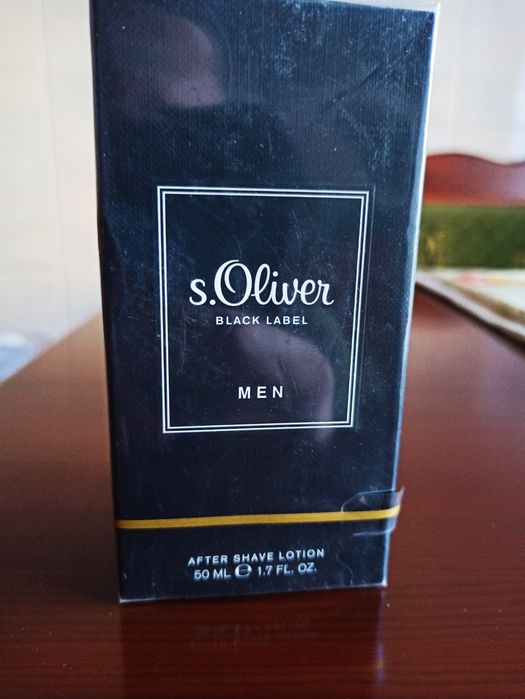 s.Oliver
BLACK LABEL
MEN
AFTER SHAVE LOTION
50 ML ℮ 1.7 FL. OZ.